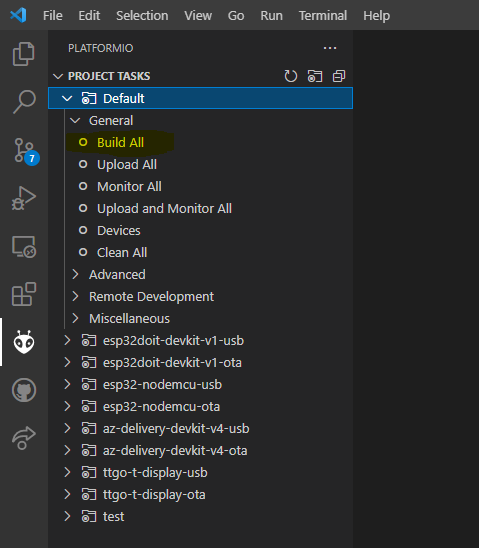 File Edit Selection View Go Run Terminal Help
PLATFORMIO
PROJECT TASKS
Default
General
Build All
Upload All
Monitor All
Upload and Monitor All
Devices
Clean All
Advanced
Remote Development
Miscellaneous
esp32doit-devkit-v1-usb
esp32doit-devkit-v1-ota
esp32-nodemcu-usb
esp32-nodemcu-ota
az-delivery-devkit-v4-usb
az-delivery-devkit-v4-ota
ttgo-t-display-usb
ttgo-t-display-ota
test
7